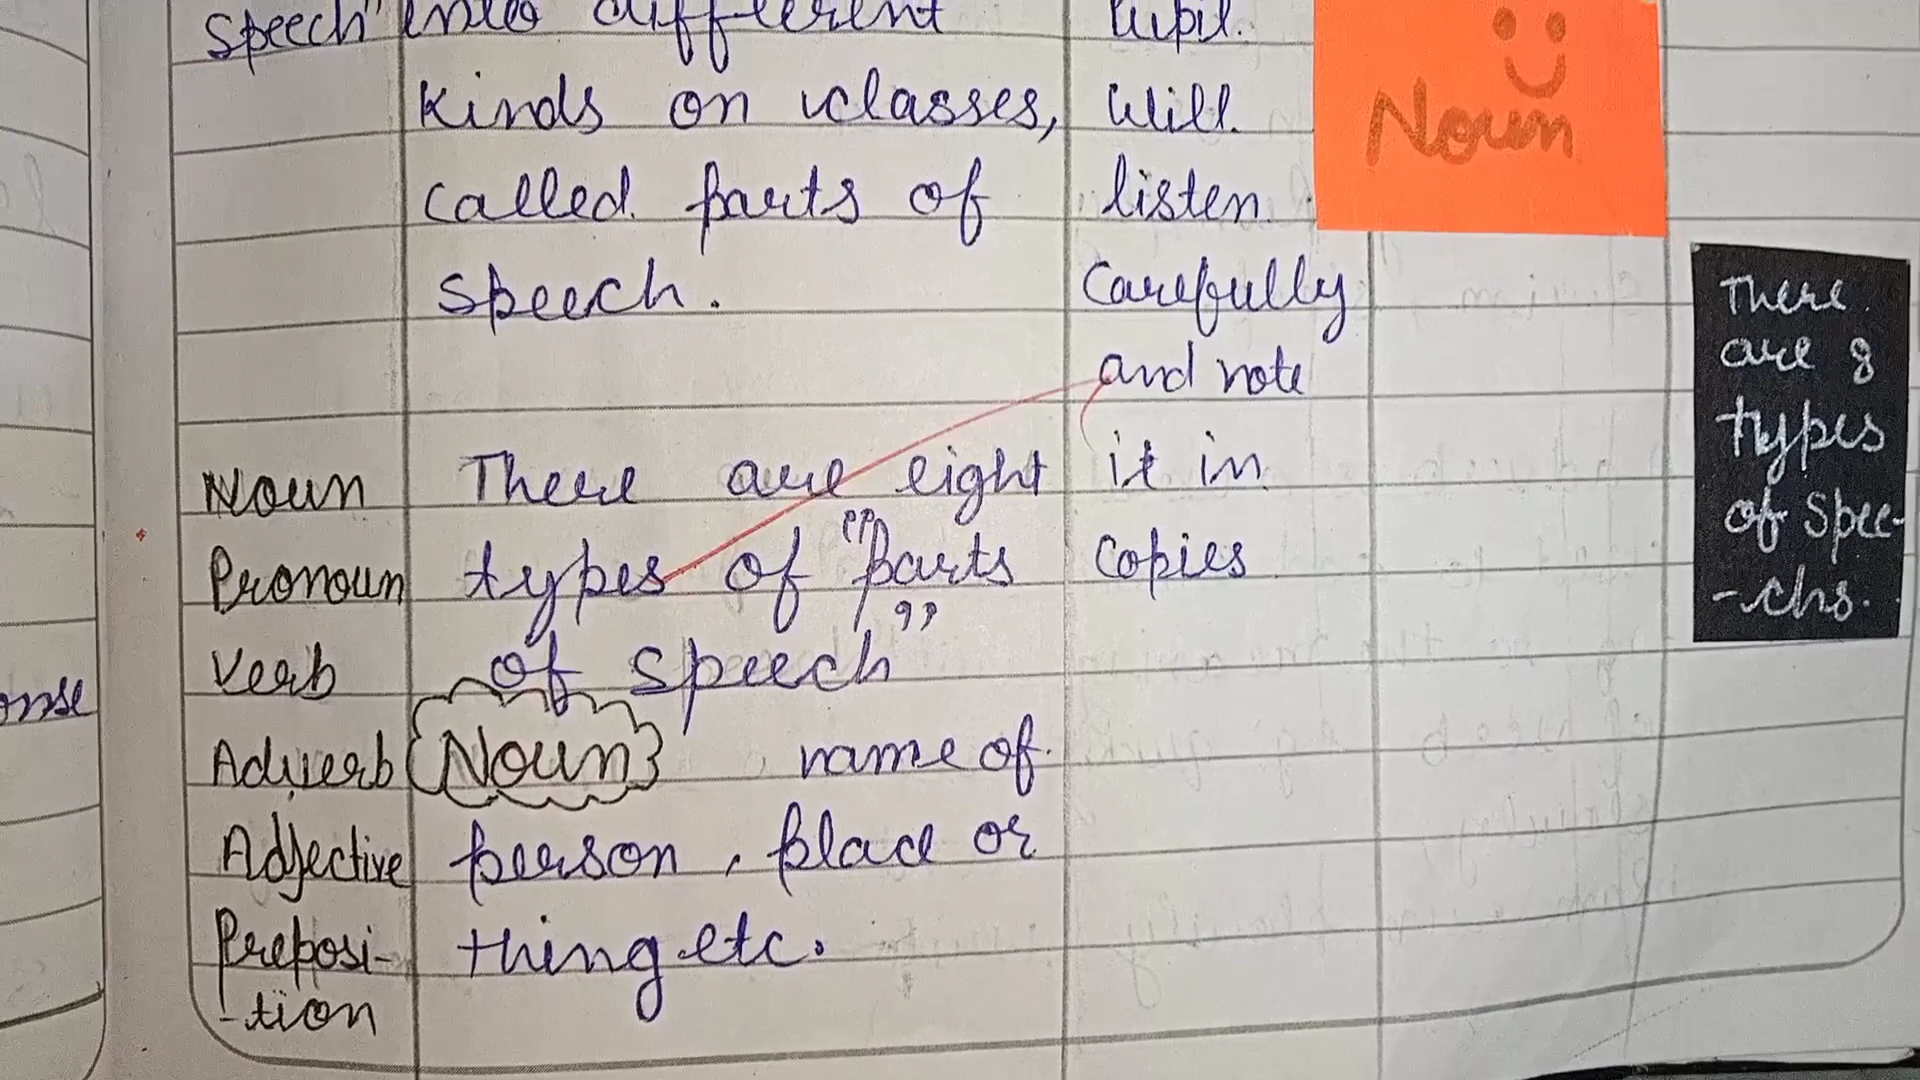 speech" into different
kinds on classes,
called parts of
speech.
There are eight
types of "parts
of speech"
Noun name of
person, place or
thing etc.
Noun
Pronoun
Verb
Adverb
Adjective
Preposi-
-tion
Pupil.
Will
listen
Carefully
and note
it in
copies
Noun
There
are 8
types
of Spee-
-chs.